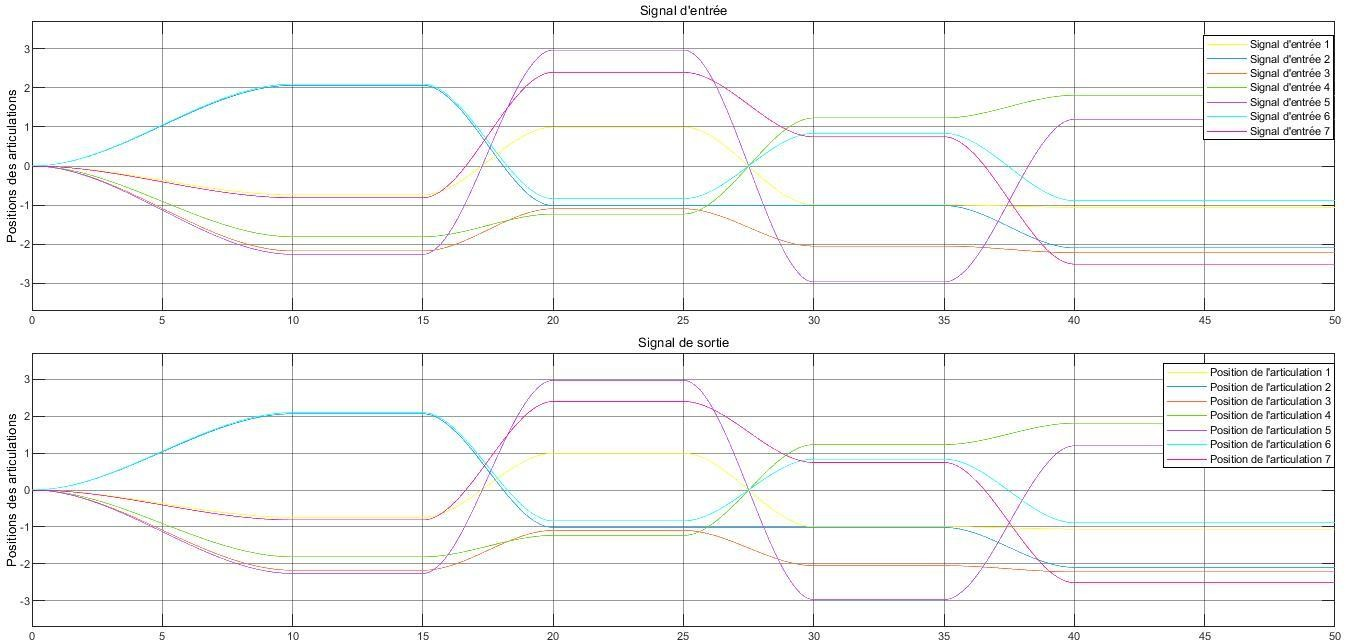 Signal d'entrée
Positions des articulations
3
2
1
0
-1
-2
-3
0 5 10 15 20 25 30 35 40 45 50
Signal d'entrée 1
Signal d'entrée 2
Signal d'entrée 3
Signal d'entrée 4
Signal d'entrée 5
Signal d'entrée 6
Signal d'entrée 7
Signal de sortie
Positions des articulations
3
2
1
0
-1
-2
-3
0 5 10 15 20 25 30 35 40 45 50
Position de l'articulation 1
Position de l'articulation 2
Position de l'articulation 3
Position de l'articulation 4
Position de l'articulation 5
Position de l'articulation 6
Position de l'articulation 7